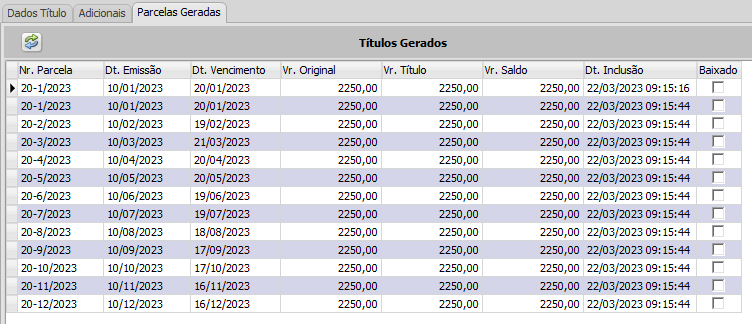 Dados Título Adicionais Parcelas Geradas
Títulos Gerados
Nr. Parcela Dt. Emissão Dt. Vencimento Vr. Original Vr. Título Vr. Saldo Dt. Inclusão Baixado
20-1/2023 10/01/2023 20/01/2023 2250,00 2250,00 2250,00 22/03/2023 09:15:16
20-1/2023 10/01/2023 20/01/2023 2250,00 2250,00 2250,00 22/03/2023 09:15:44
20-2/2023 10/02/2023 19/02/2023 2250,00 2250,00 2250,00 22/03/2023 09:15:44
20-3/2023 10/03/2023 21/03/2023 2250,00 2250,00 2250,00 22/03/2023 09:15:44
20-4/2023 10/04/2023 20/04/2023 2250,00 2250,00 2250,00 22/03/2023 09:15:44
20-5/2023 10/05/2023 20/05/2023 2250,00 2250,00 2250,00 22/03/2023 09:15:44
20-6/2023 10/06/2023 19/06/2023 2250,00 2250,00 2250,00 22/03/2023 09:15:44
20-7/2023 10/07/2023 19/07/2023 2250,00 2250,00 2250,00 22/03/2023 09:15:44
20-8/2023 10/08/2023 18/08/2023 2250,00 2250,00 2250,00 22/03/2023 09:15:44
20-9/2023 10/09/2023 17/09/2023 2250,00 2250,00 2250,00 22/03/2023 09:15:44
20-10/2023 10/10/2023 17/10/2023 2250,00 2250,00 2250,00 22/03/2023 09:15:44
20-11/2023 10/11/2023 16/11/2023 2250,00 2250,00 2250,00 22/03/2023 09:15:44
20-12/2023 10/12/2023 16/12/2023 2250,00 2250,00 2250,00 22/03/2023 09:15:44